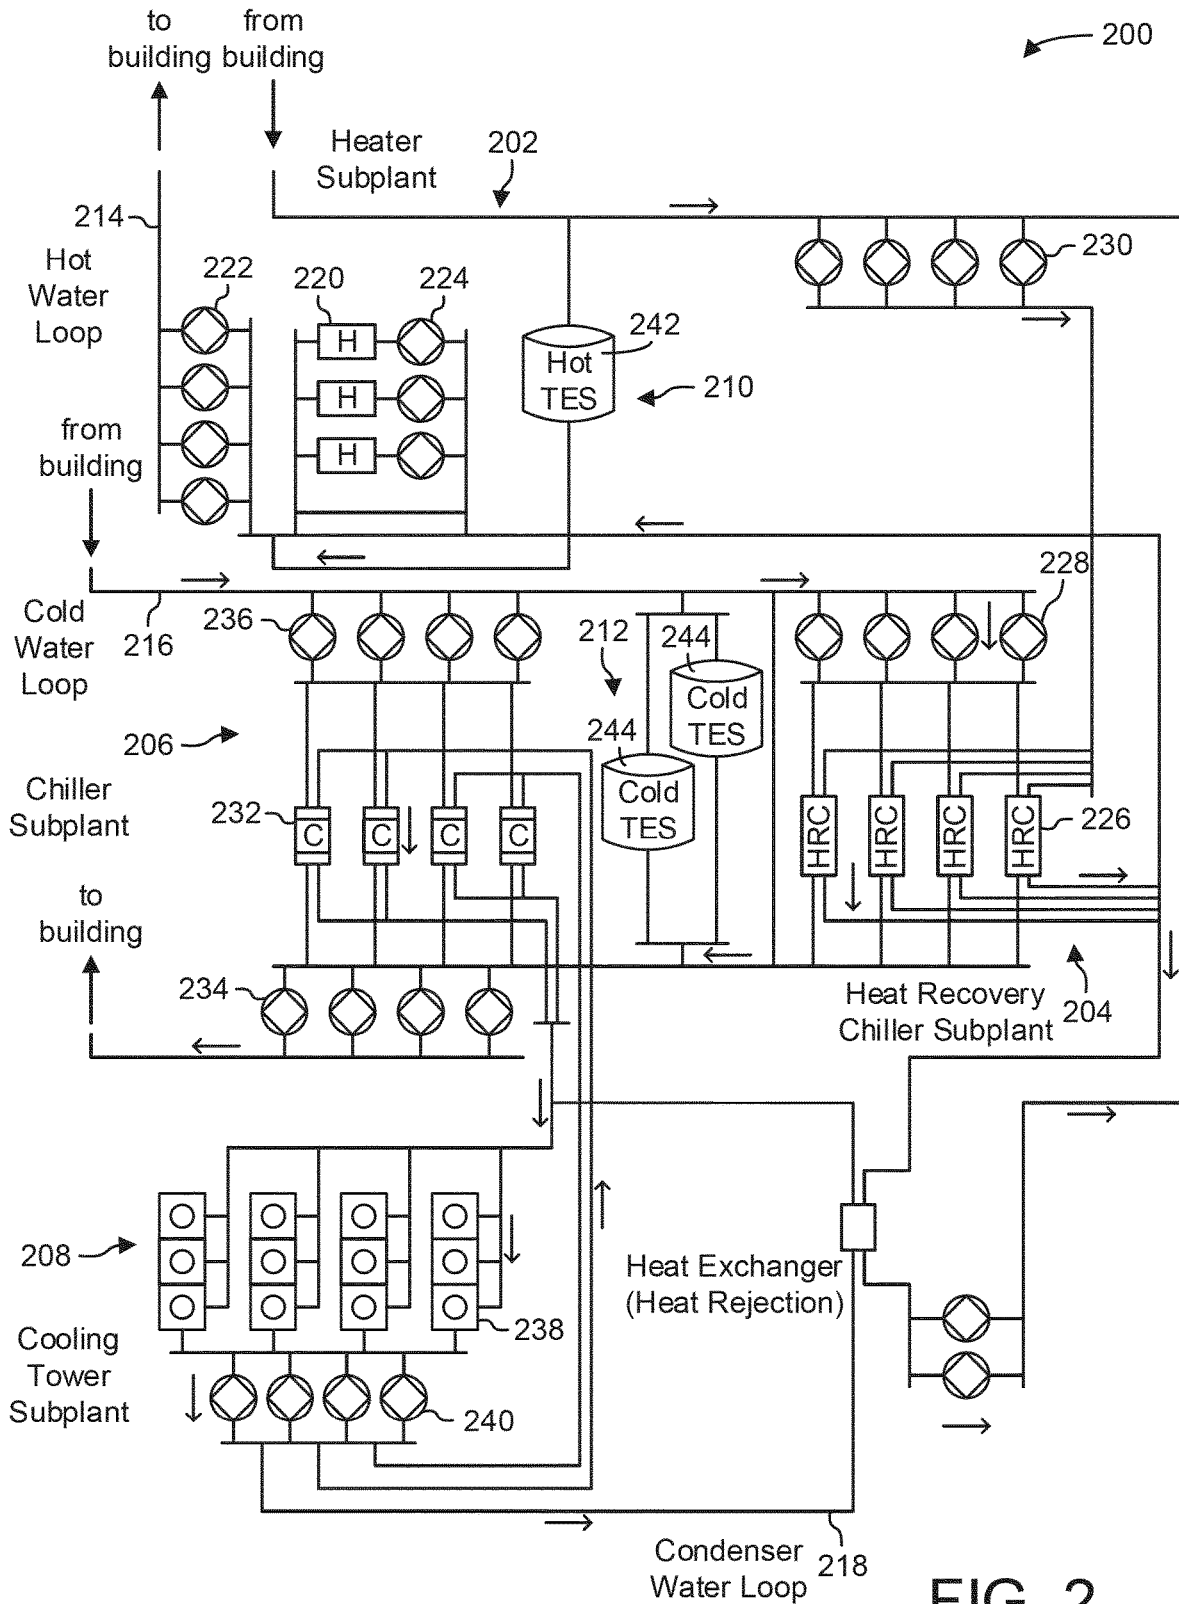 to
building
from
building
200
Heater
Subplant
202
214
Hot
Water
Loop
222
220
224
230
H
H
H
Hot
TES
242
210
from
building
228
Cold
Water
Loop
216
236
212
244
Cold
TES
244
Cold
TES
206
Chiller
Subplant
232
C
C
C
C
HRC
HRC
HRC
HRC
226
to
building
234
Heat Recovery
Chiller Subplant
204
208
Heat Exchanger
(Heat Rejection)
238
Cooling
Tower
Subplant
240
Condenser
Water Loop
218
FIG. 2